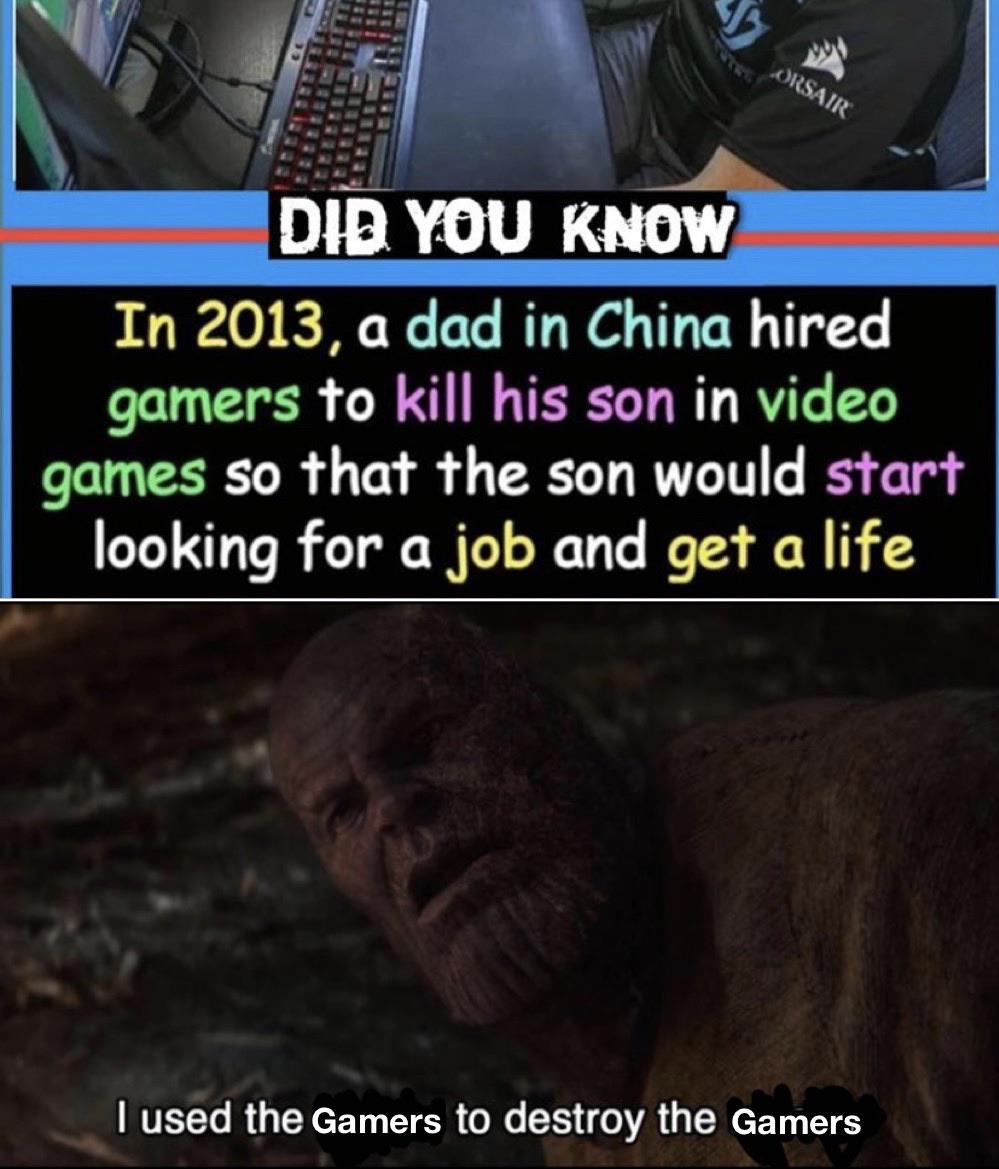 ORSAIR
DID YOU KNOW
In 2013, a dad in China hired
gamers to kill his son in video
games so that the son would start
looking for a job and get a life
I used the Gamers to destroy the Gamers